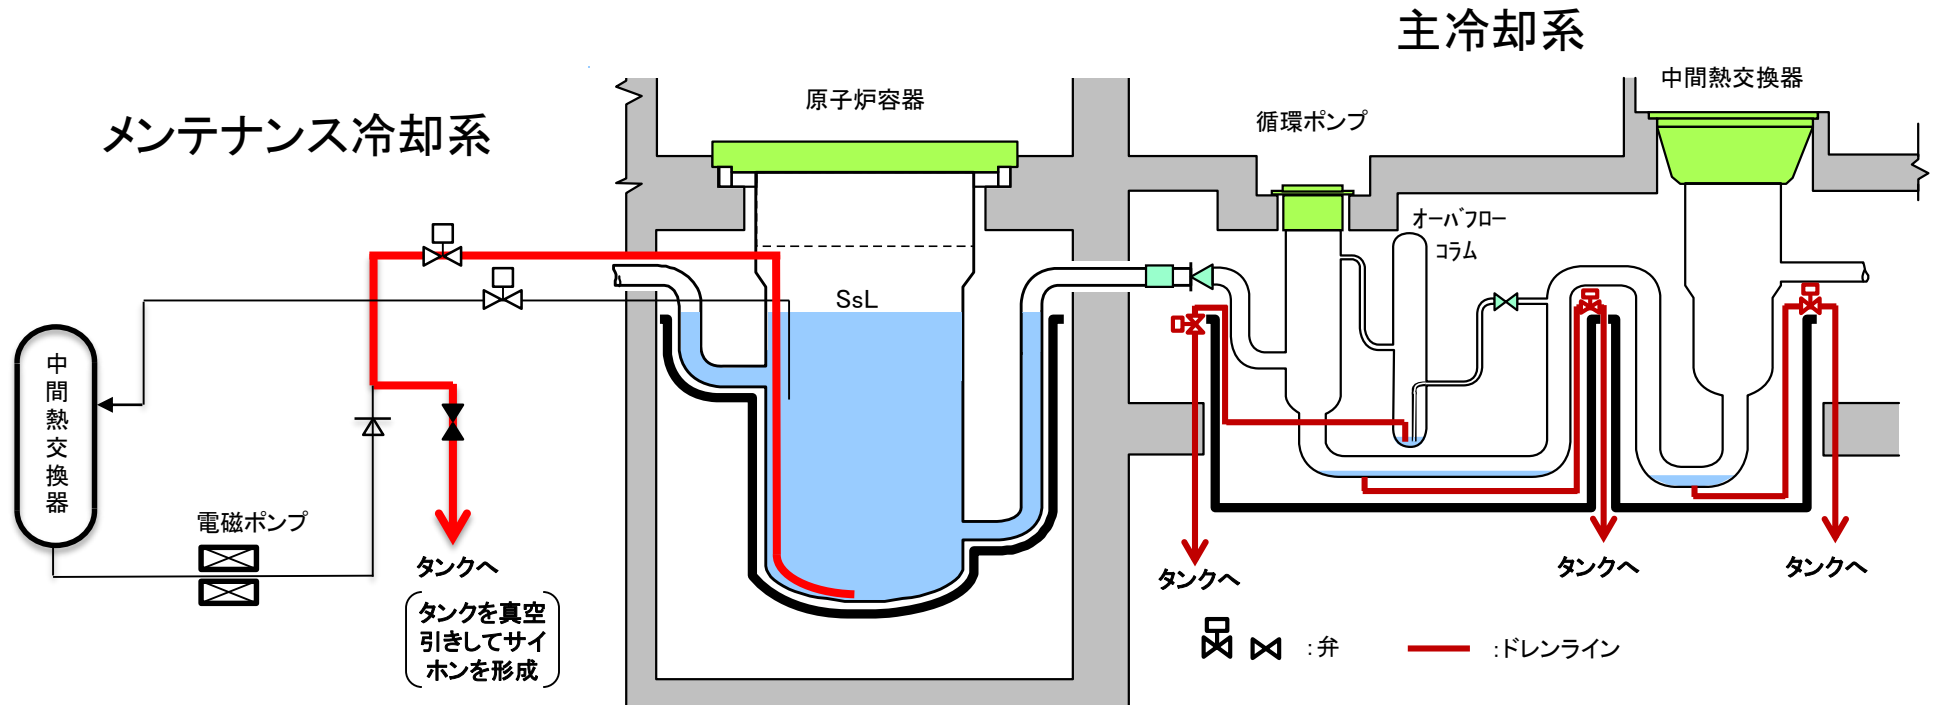 主冷却系
メンテナンス冷却系
原子炉容器
循環ポンプ
中間熱交換器
オーバフロー
コラム
SsL
中間熱交換器
電磁ポンプ
タンクへ
タンクを真空
引きしてサイ
ホンを形成
タンクへ
タンクへ
タンクへ
:弁
:ドレンライン